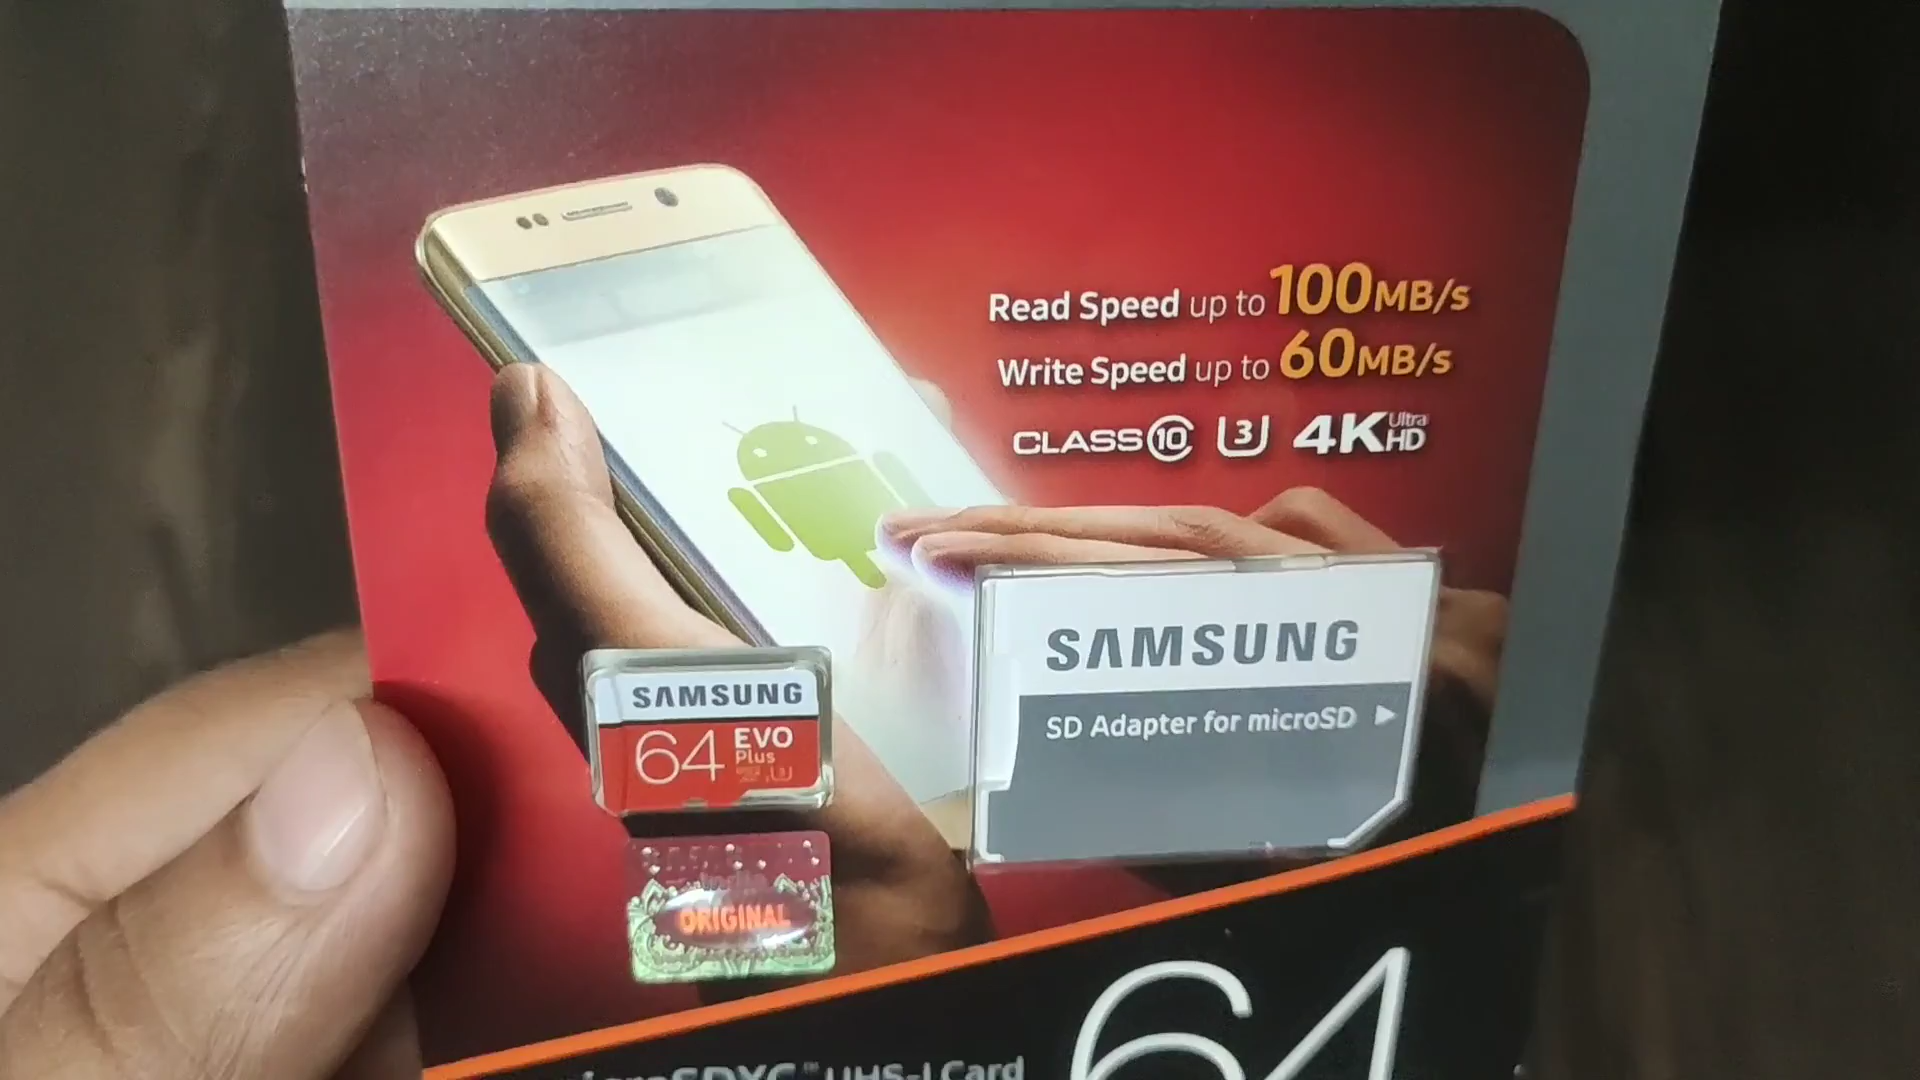 Read Speed up to 100MB/s
Write Speed up to 60MB/s
CLASS 10 U3 4K Ultra HD
SAMSUNG
64 EVO
Plus
SAMSUNG
SD Adapter for microSD
ORIGINAL
64
UHS-I Card